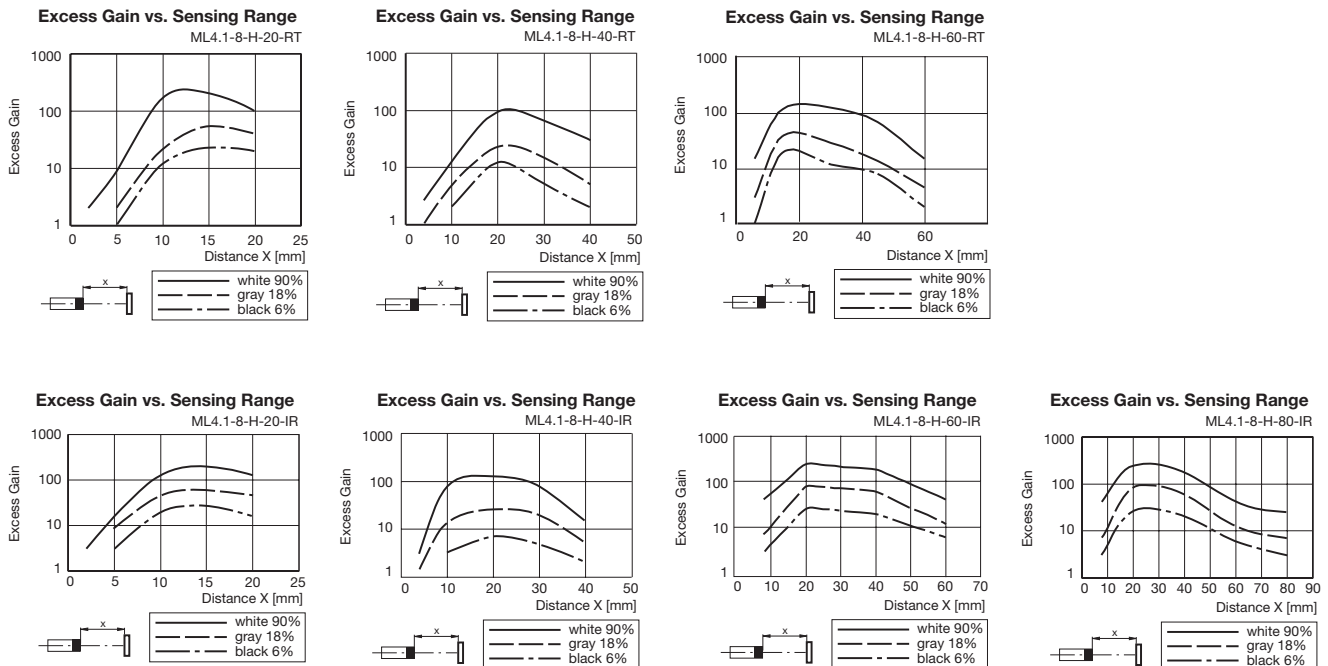 Excess Gain vs. Sensing Range
ML4.1-8-H-20-RT
1000
100
10
1
Excess Gain
0 5 10 15 20 25
Distance X [mm]
x
white 90%
gray 18%
black 6%
Excess Gain vs. Sensing Range
ML4.1-8-H-40-RT
1000
100
10
1
Excess Gain
0 10 20 30 40 50
Distance X [mm]
x
white 90%
gray 18%
black 6%
Excess Gain vs. Sensing Range
ML4.1-8-H-60-RT
1000
100
10
1
Excess Gain
0 20 40 60
Distance X [mm]
x
white 90%
gray 18%
black 6%
Excess Gain vs. Sensing Range
ML4.1-8-H-20-IR
1000
100
10
1
Excess Gain
0 5 10 15 20 25
Distance X [mm]
x
white 90%
gray 18%
black 6%
Excess Gain vs. Sensing Range
ML4.1-8-H-40-IR
1000
100
10
1
Excess Gain
0 10 20 30 40 50
Distance X [mm]
x
white 90%
gray 18%
black 6%
Excess Gain vs. Sensing Range
ML4.1-8-H-60-IR
1000
100
10
1
Excess Gain
0 10 20 30 40 50 60 70
Distance X [mm]
x
white 90%
gray 18%
black 6%
Excess Gain vs. Sensing Range
ML4.1-8-H-80-IR
1000
100
10
1
Excess Gain
0 10 20 30 40 50 60 70 80 90
Distance X [mm]
x
white 90%
gray 18%
black 6%